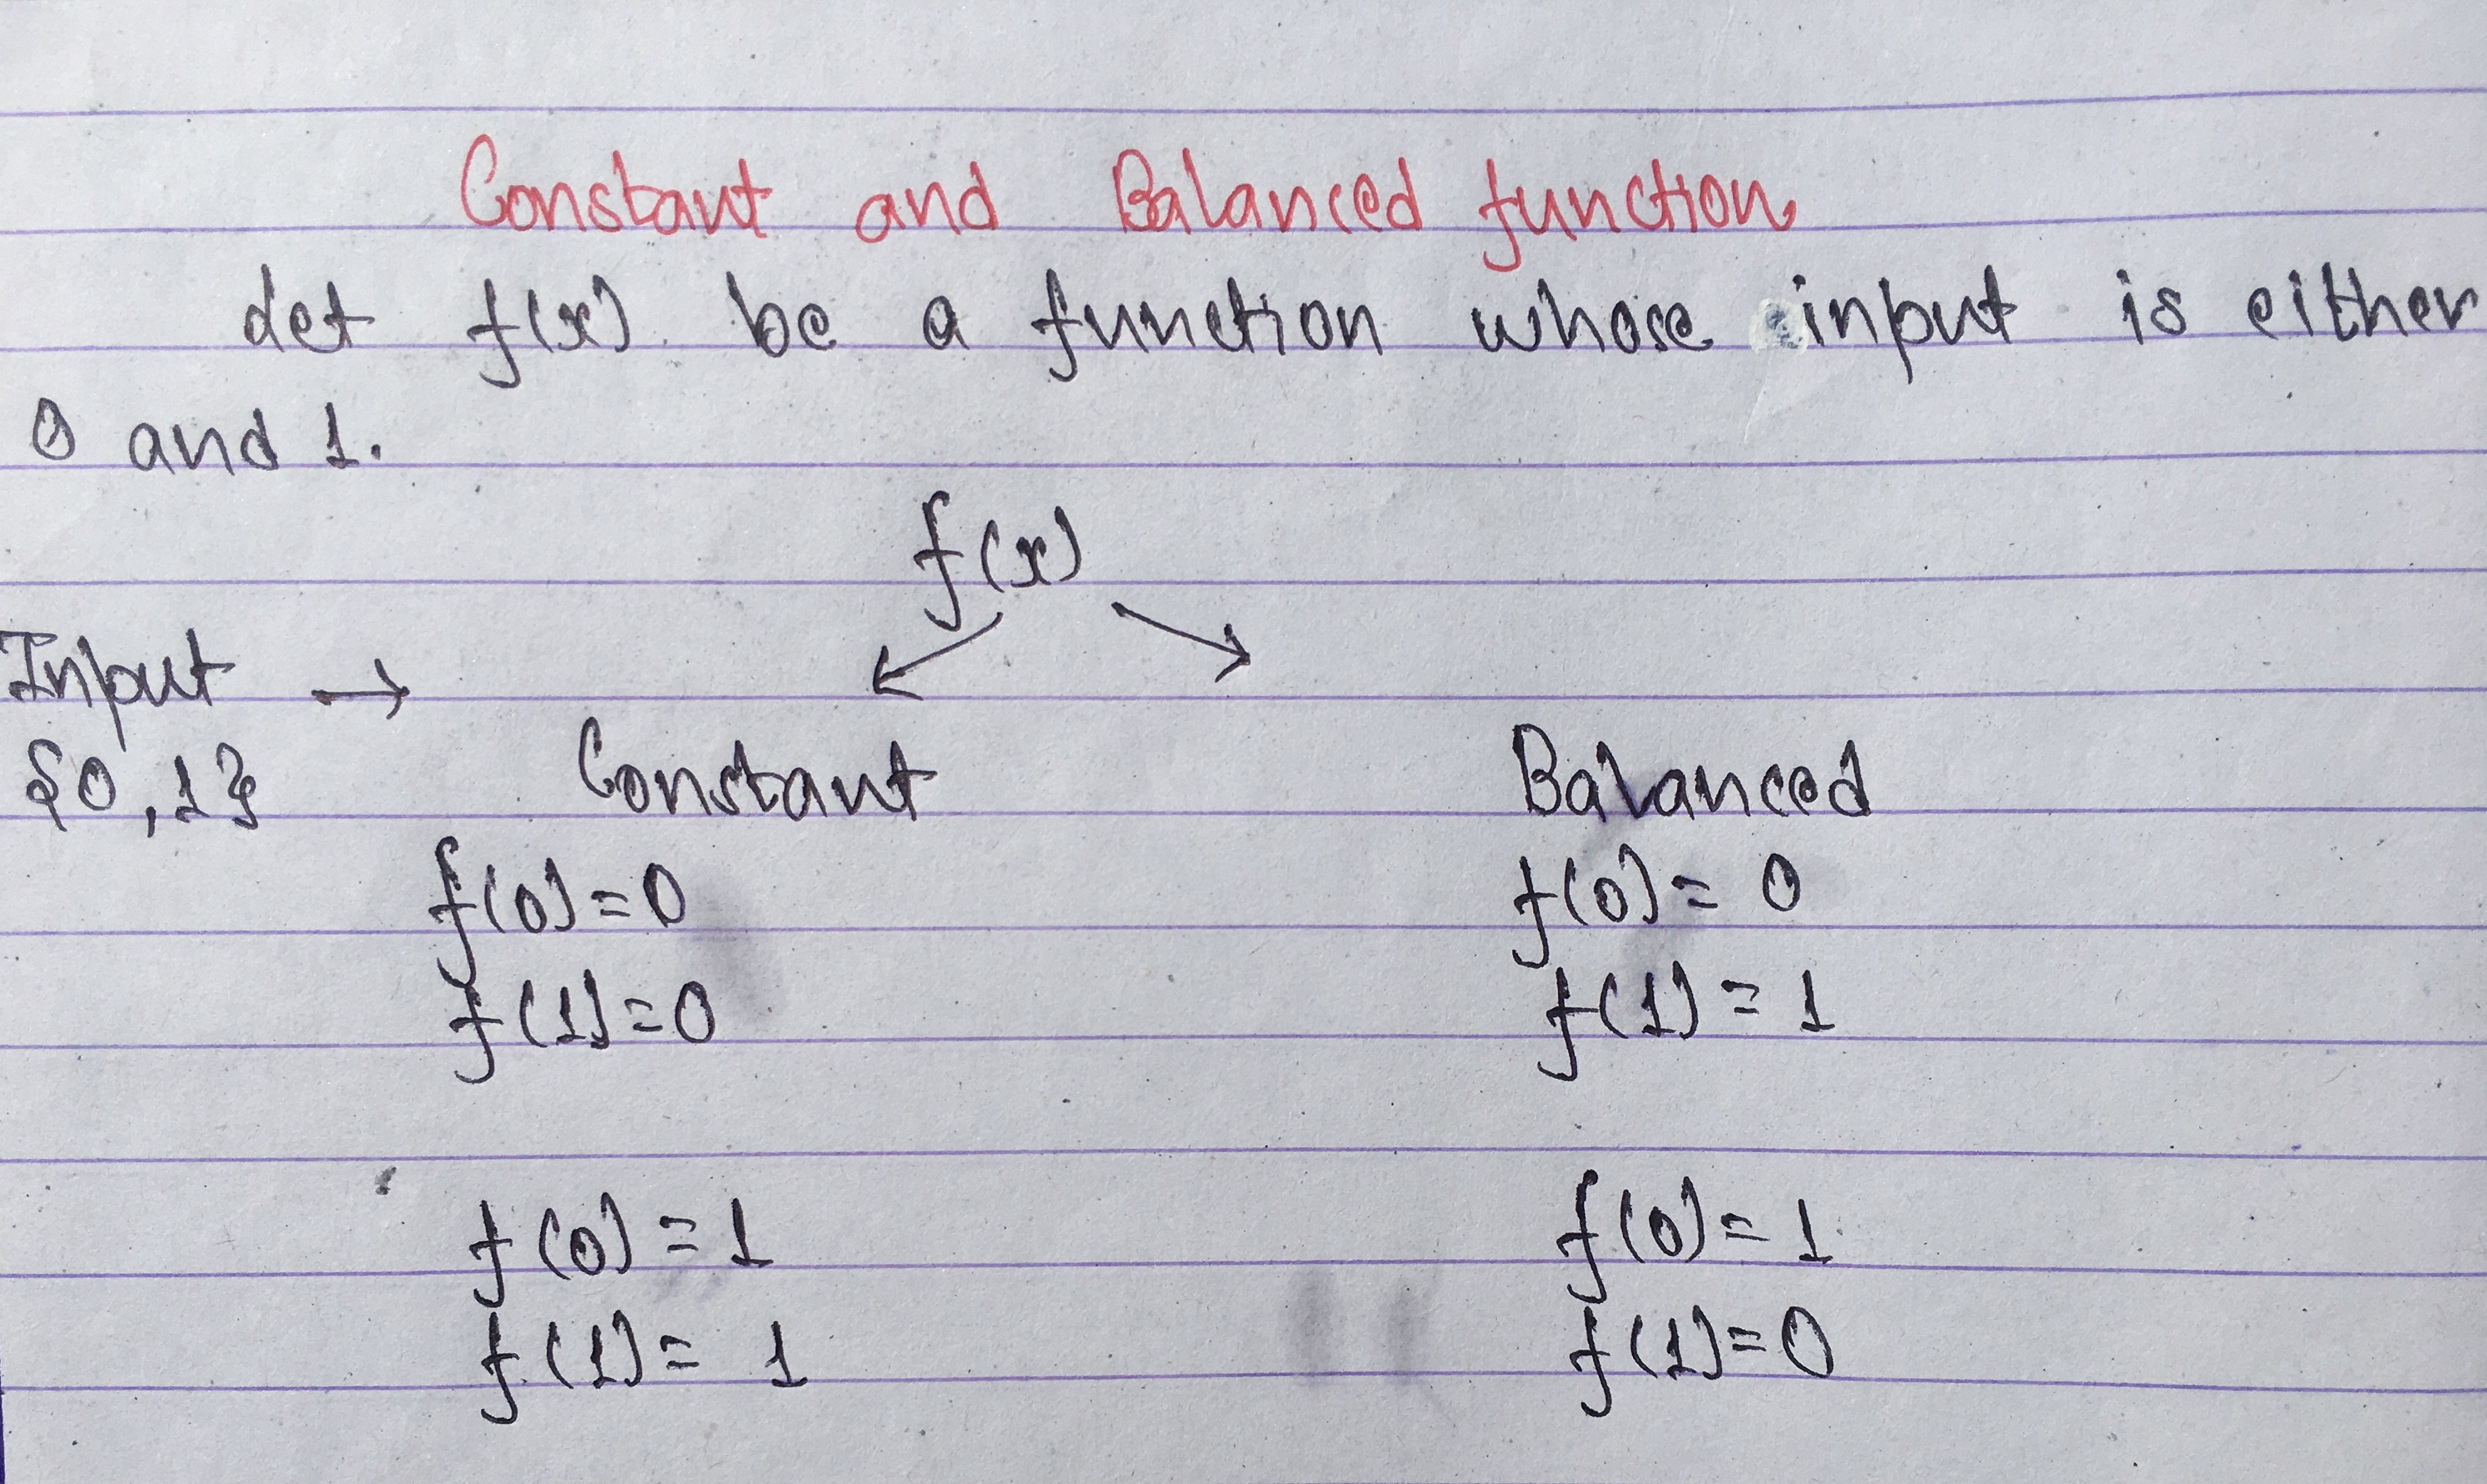 Constant and Balanced function
Let f(x) be a function whose input is either
0 and 1.
f(x)
Input →
{0,1} Constant Balanced
f(0)=0 f(0)= 0
f(1)=0 f(1) = 1
f(0) = 1 f(0)= 1
f(1)= 1 f(1)=0